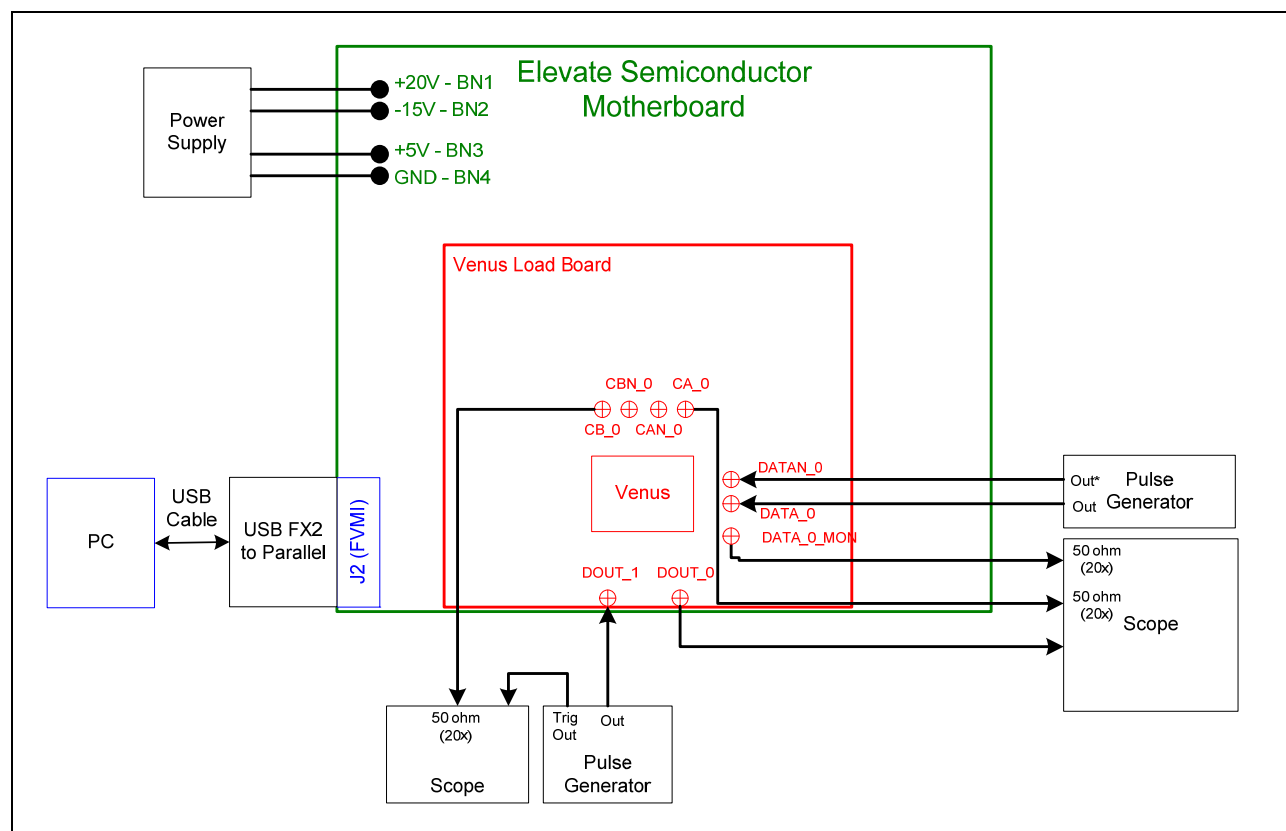 Elevate Semiconductor
Motherboard
Power
Supply
+20V - BN1
-15V - BN2
+5V - BN3
GND - BN4
Venus Load Board
CBN_0
CA_0
CB_0
CAN_0
Venus
DATAN_0
DATA_0
DATA_0_MON
Out*
Out
Pulse
Generator
PC
USB
Cable
USB FX2
to Parallel
J2 (FVMI)
DOUT_1
DOUT_0
50 ohm
(20x)
50 ohm
(20x)
Scope
50 ohm
(20x)
Scope
Trig
Out
Out
Pulse
Generator